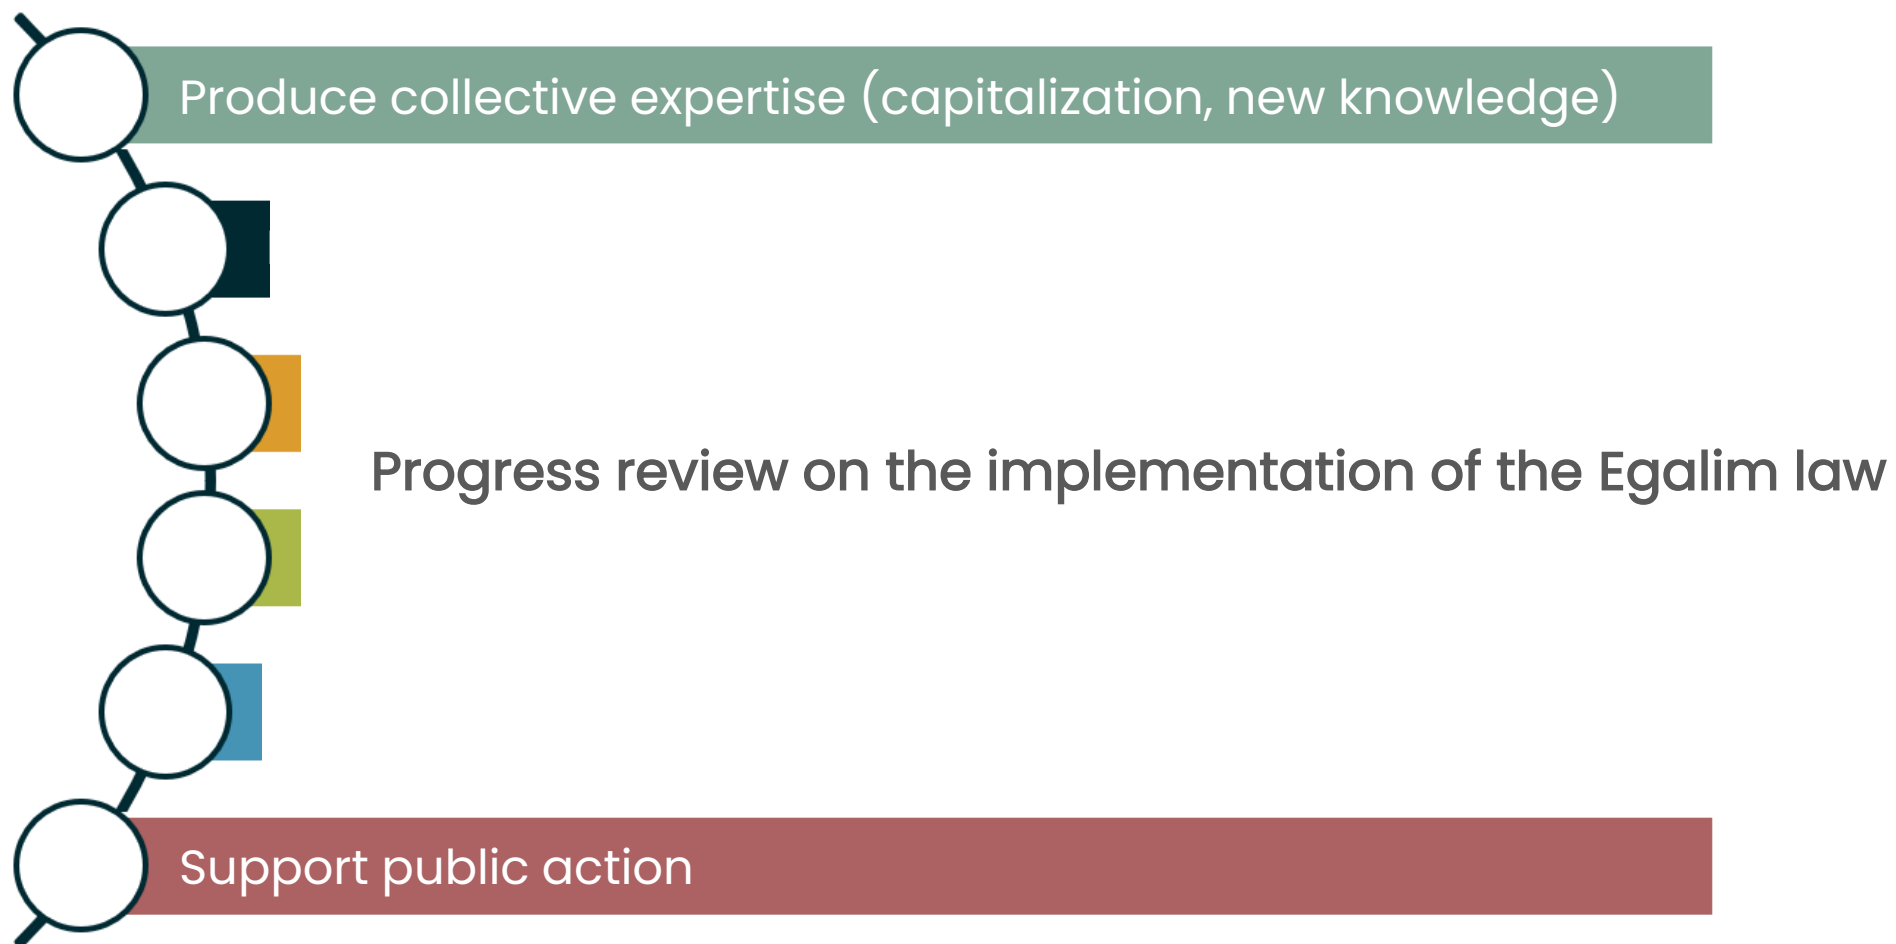 Produce collective expertise (capitalization, new knowledge)
Progress review on the implementation of the Egalim law
Support public action